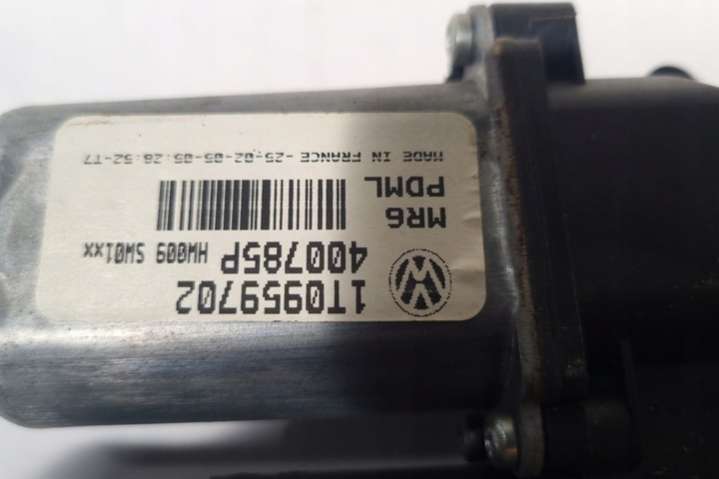 1T0959702
400785P HW009 SW01xx
MR6
PDML
MADE IN FRANCE -25-02-05-05:28:52-T7